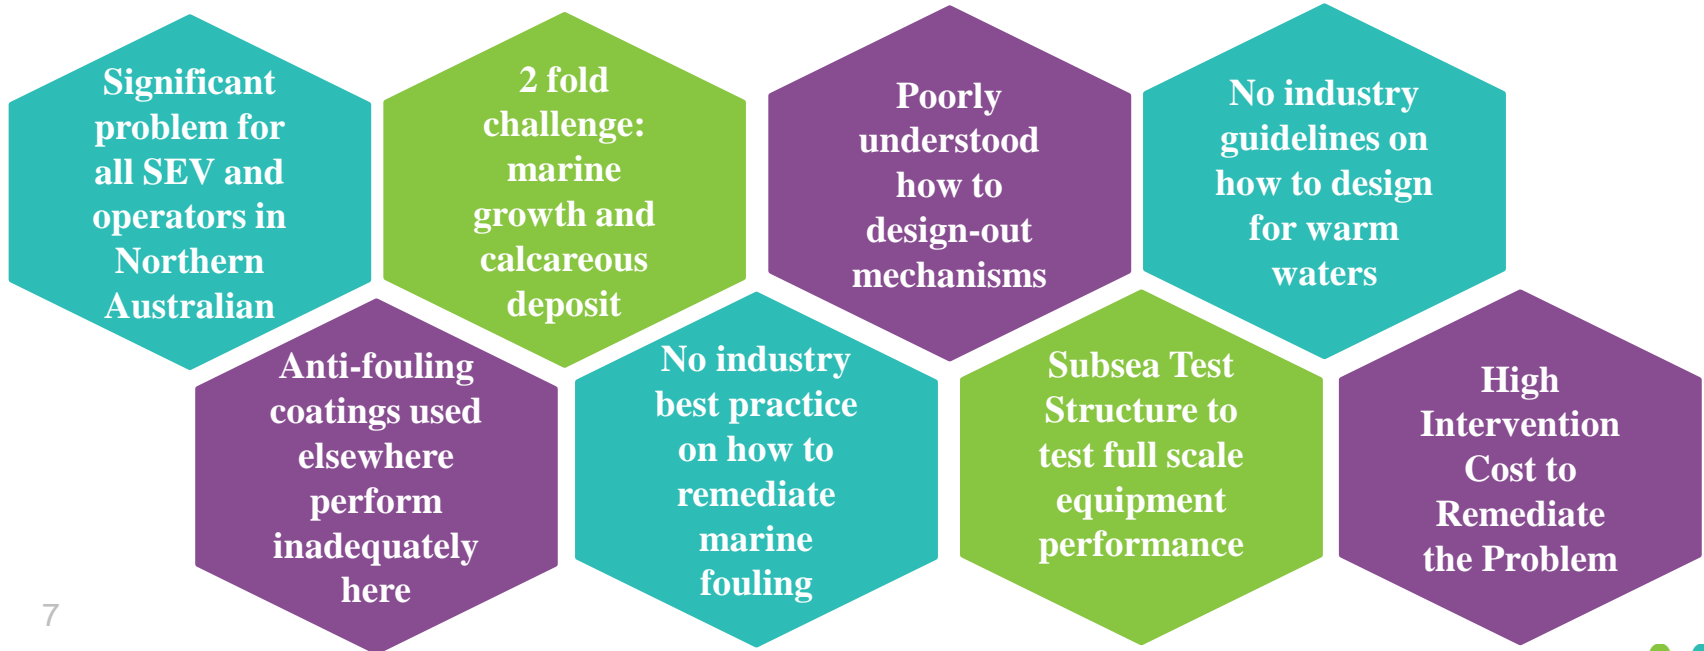 Significant
problem for
all SEV and
operators in
Northern
Australian
2 fold
challenge:
marine
growth and
calcareous
deposit
Poorly
understood
how to
design-out
mechanisms
No industry
guidelines on
how to design
for warm
waters
Anti-fouling
coatings used
elsewhere
perform
inadequately
here
No industry
best practice
on how to
remediate
marine
fouling
Subsea Test
Structure to
test full scale
equipment
performance
High
Intervention
Cost to
Remediate
the Problem
7